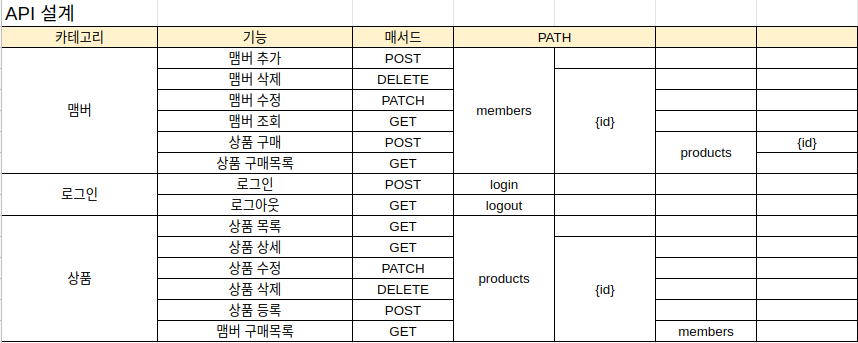 API 설계
카테고리 기능 매서드 PATH
맴버 추가 POST
맴버 삭제 DELETE
맴버 수정 PATCH
맴버 members
맴버 조회 GET {id}
상품 구매 POST {id}
products
상품 구매목록 GET
로그인 로그인 POST login
로그아웃 GET logout
상품 목록 GET
상품 상세 GET
상품 수정 PATCH
상품 products
상품 삭제 DELETE {id}
상품 등록 POST
맴버 구매목록 GET members